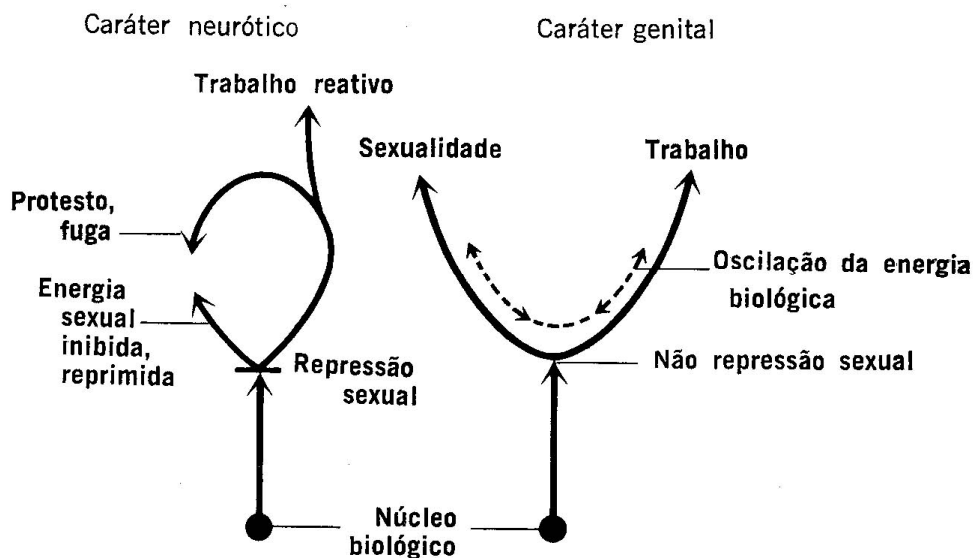 Caráter neurótico
Caráter genital
Trabalho reativo
Sexualidade
Trabalho
Protesto,
fuga
Energia
sexual
inibida,
reprimida
Repressão
sexual
Oscilação da energia
biológica
Não repressão sexual
Núcleo
biológico